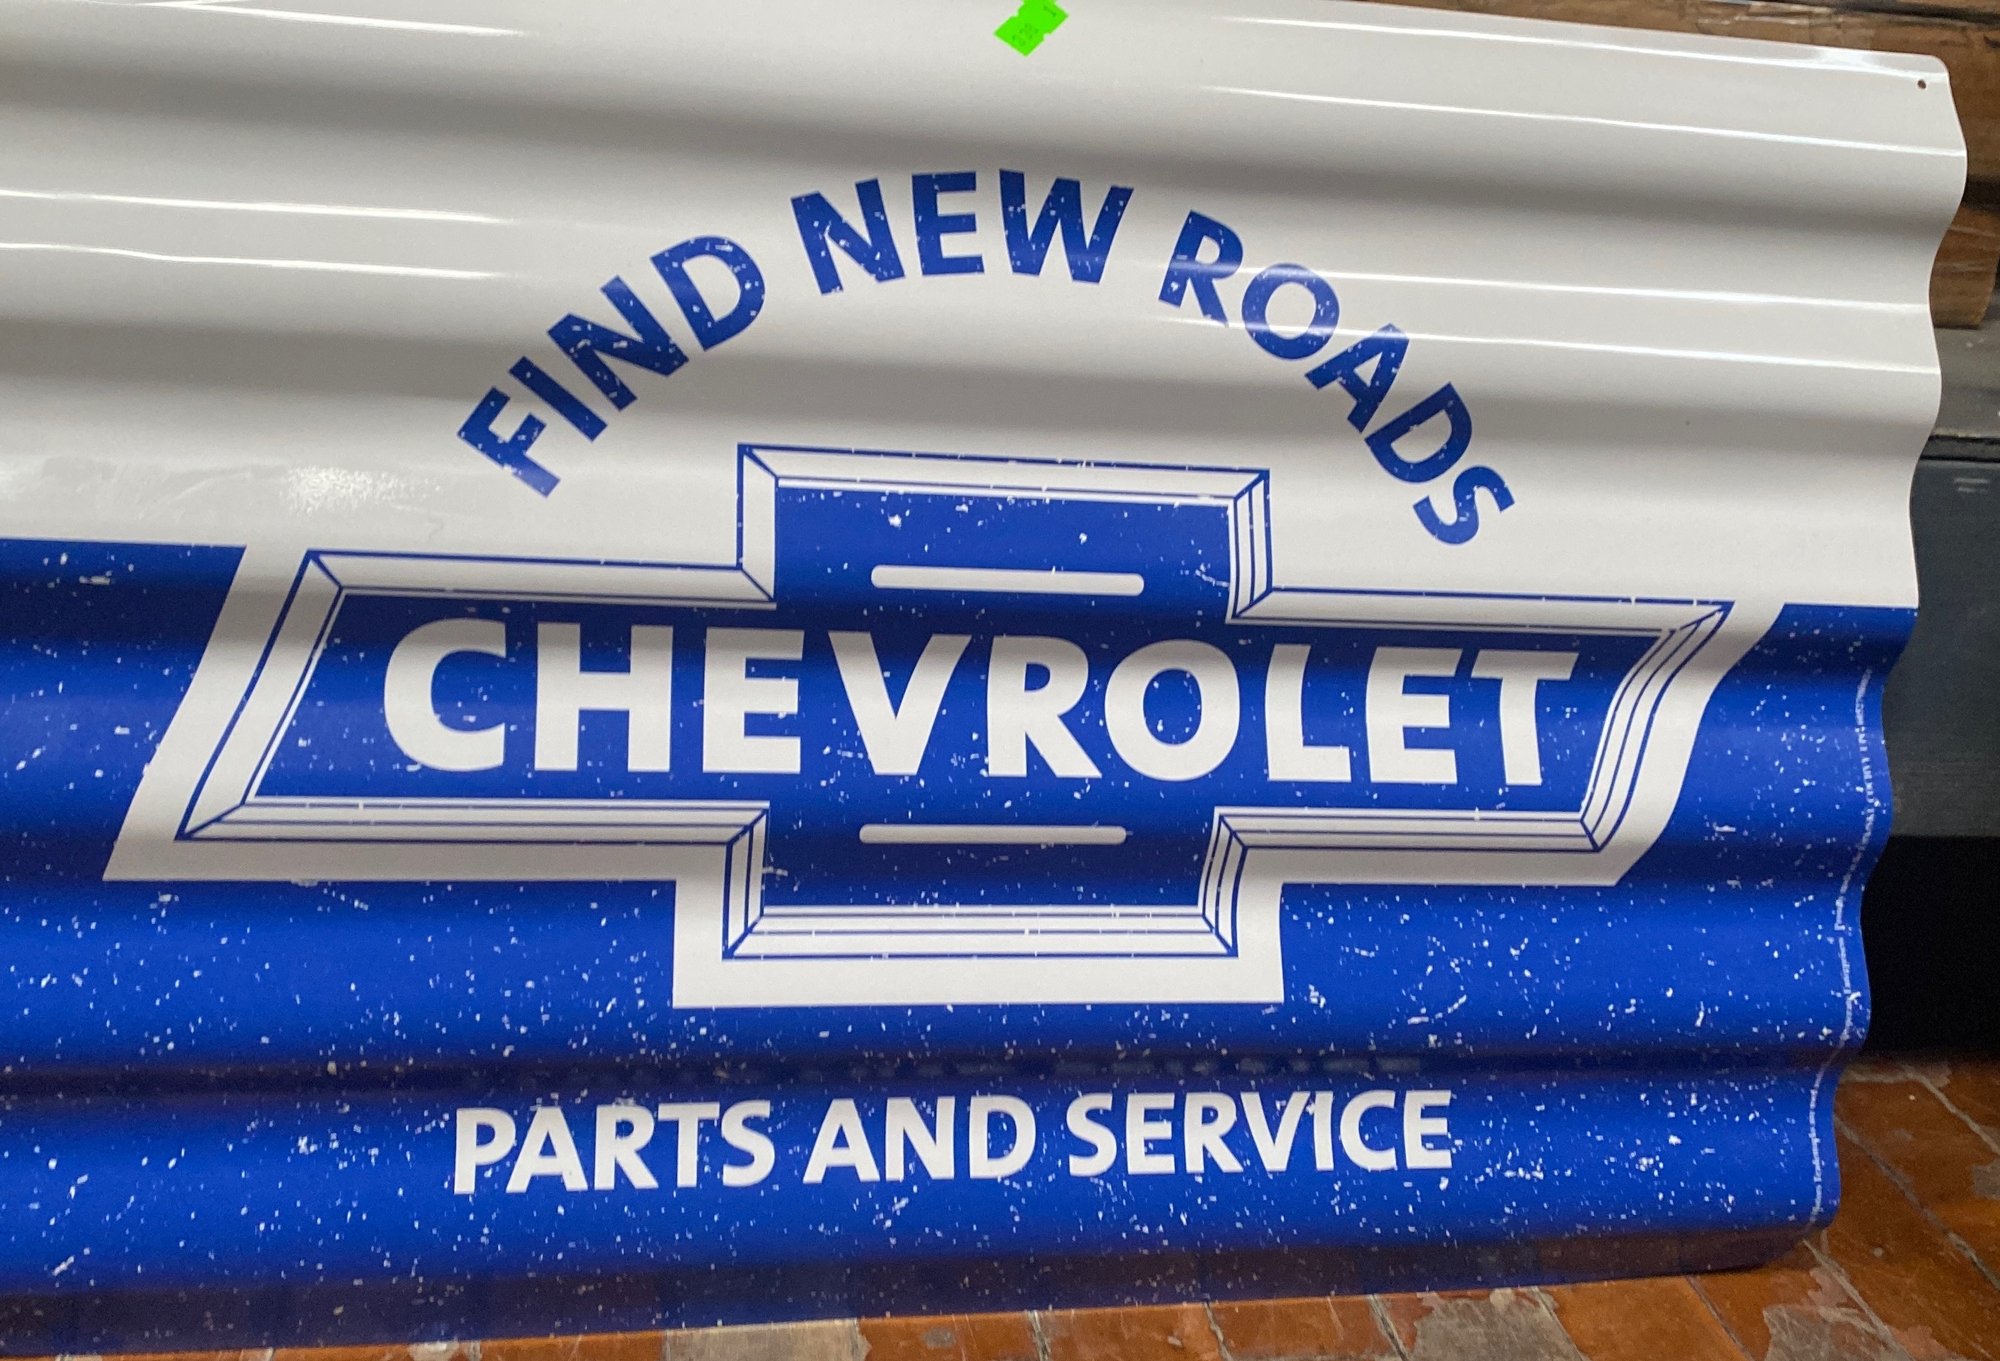 FIND NEW ROADS
CHEVROLET
PARTS AND SERVICE